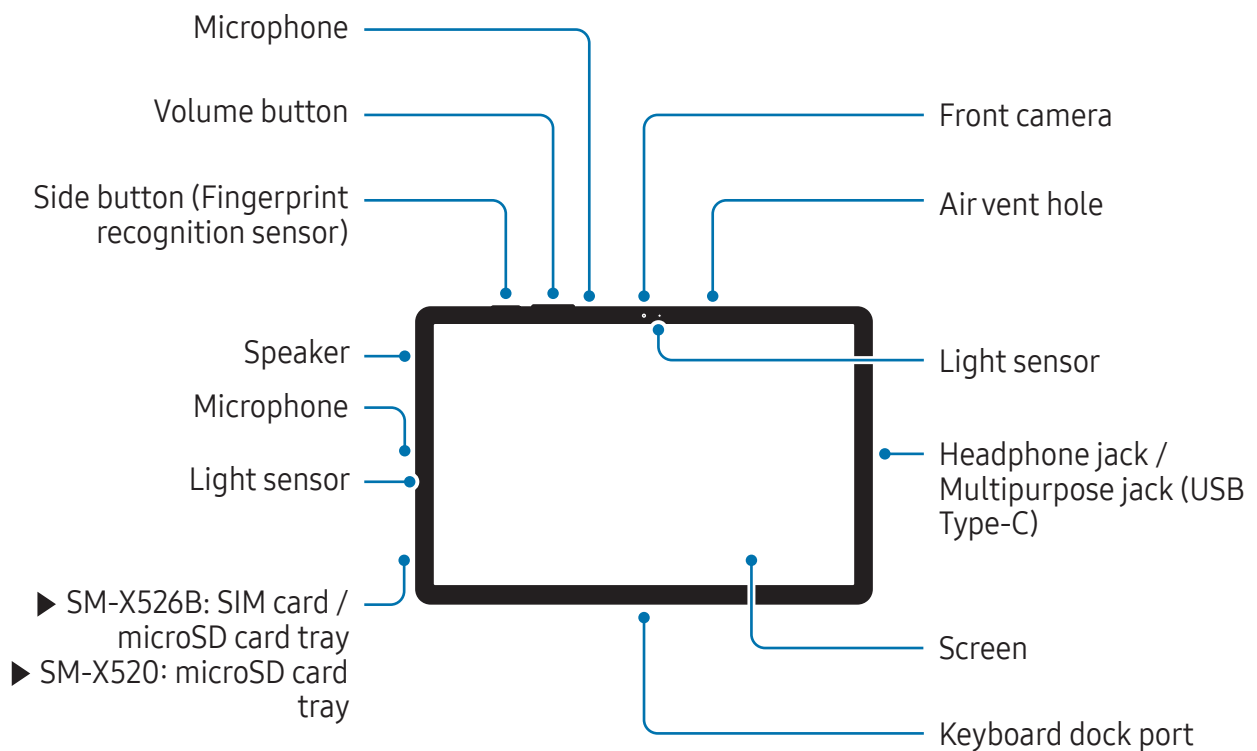 Microphone
Volume button
Side button (Fingerprint
recognition sensor)
Speaker
Microphone
Light sensor
▶ SM-X526B: SIM card /
microSD card tray
▶ SM-X520: microSD card
tray
Front camera
Air vent hole
Light sensor
Headphone jack /
Multipurpose jack (USB
Type-C)
Screen
Keyboard dock port